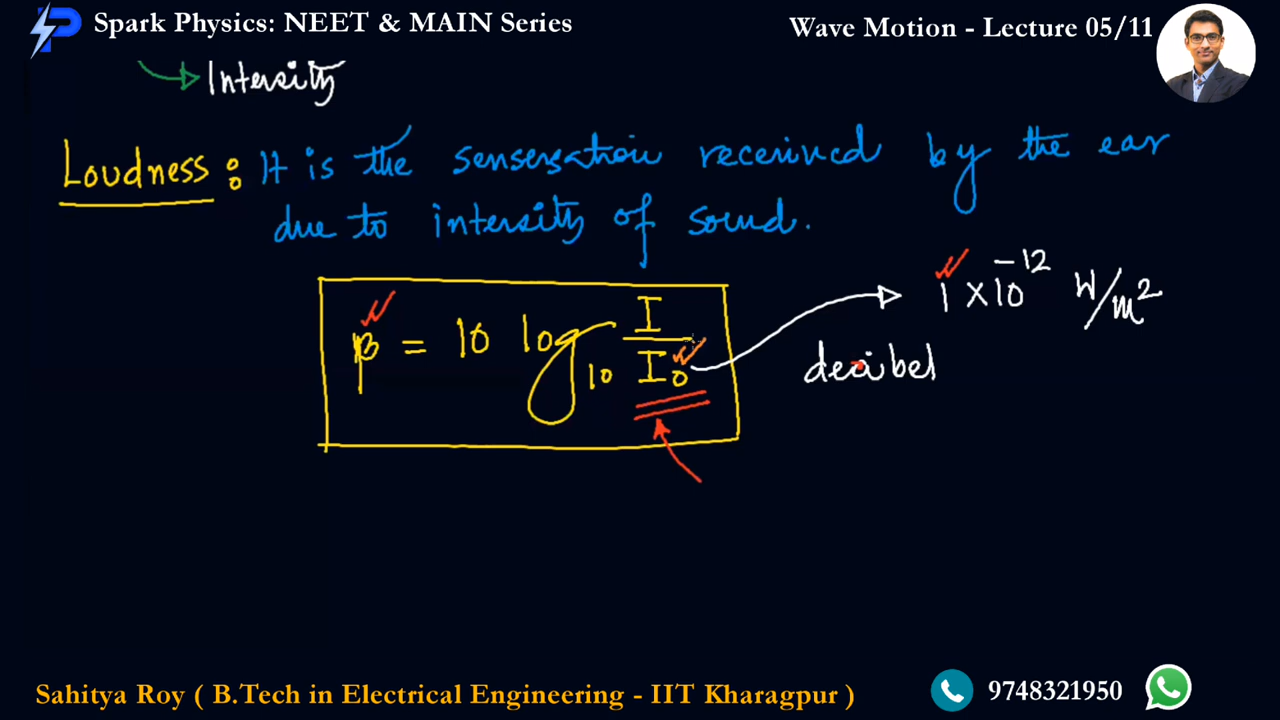 Spark Physics: NEET & MAIN Series
Wave Motion - Lecture 05/11
Intensity
Loudness : It is the sensersation received by the ear
due to intensity of sound.
β = 10 log₁₀ I/I₀
1 × 10⁻¹² W/m²
decibel
Sahitya Roy ( B.Tech in Electrical Engineering - IIT Kharagpur )
9748321950